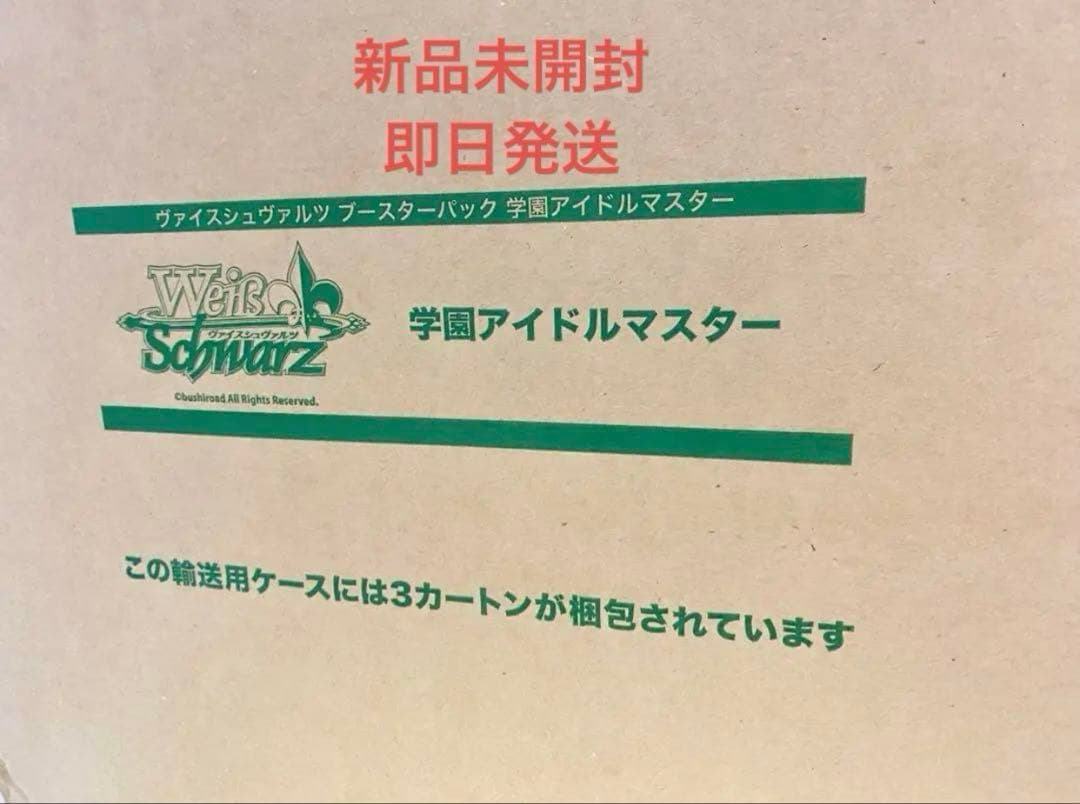 新品未開封
即日発送
ヴァイスシュヴァルツ ブースターパック 学園アイドルマスター
Weiß
ヴァイスシュヴァルツ
Schwarz
学園アイドルマスター
©bushiroad All Rights Reserved.
この輸送用ケースには3カートンが梱包されています